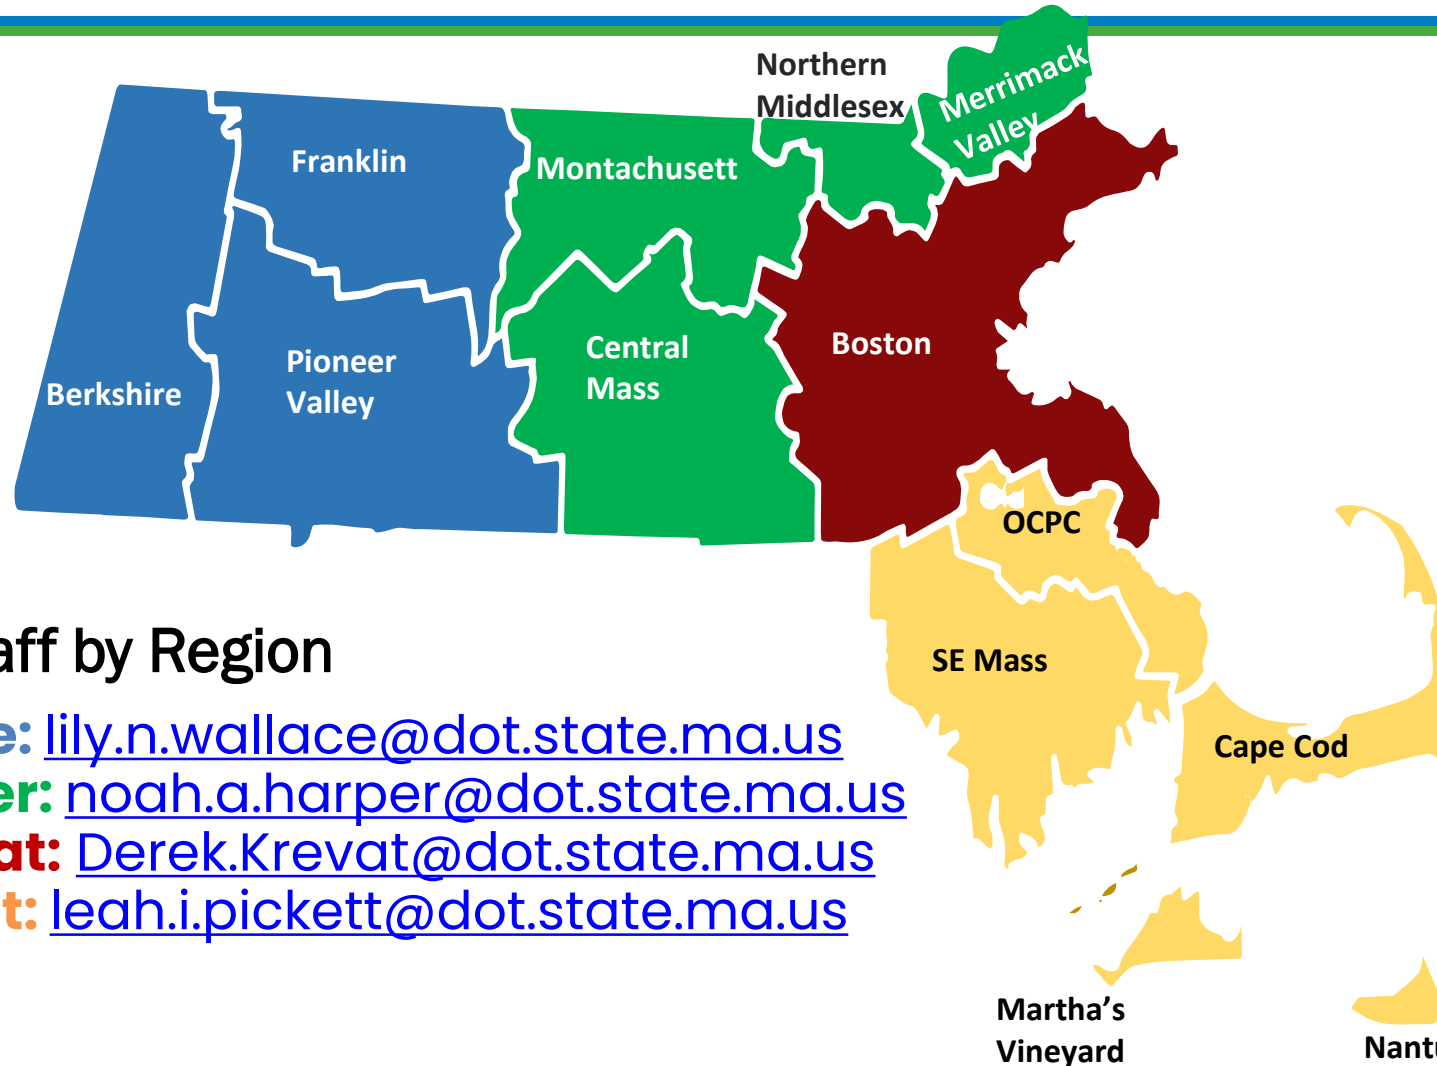 Northern
Middlesex
Merrimack
Valley
Franklin
Montachusett
Boston
Central
Mass
Pioneer
Valley
Berkshire
OCPC
SE Mass
Cape Cod
aff by Region
e: lily.n.wallace@dot.state.ma.us
er: noah.a.harper@dot.state.ma.us
at: Derek.Krevat@dot.state.ma.us
t: leah.i.pickett@dot.state.ma.us
Martha's
Vineyard
Nantu